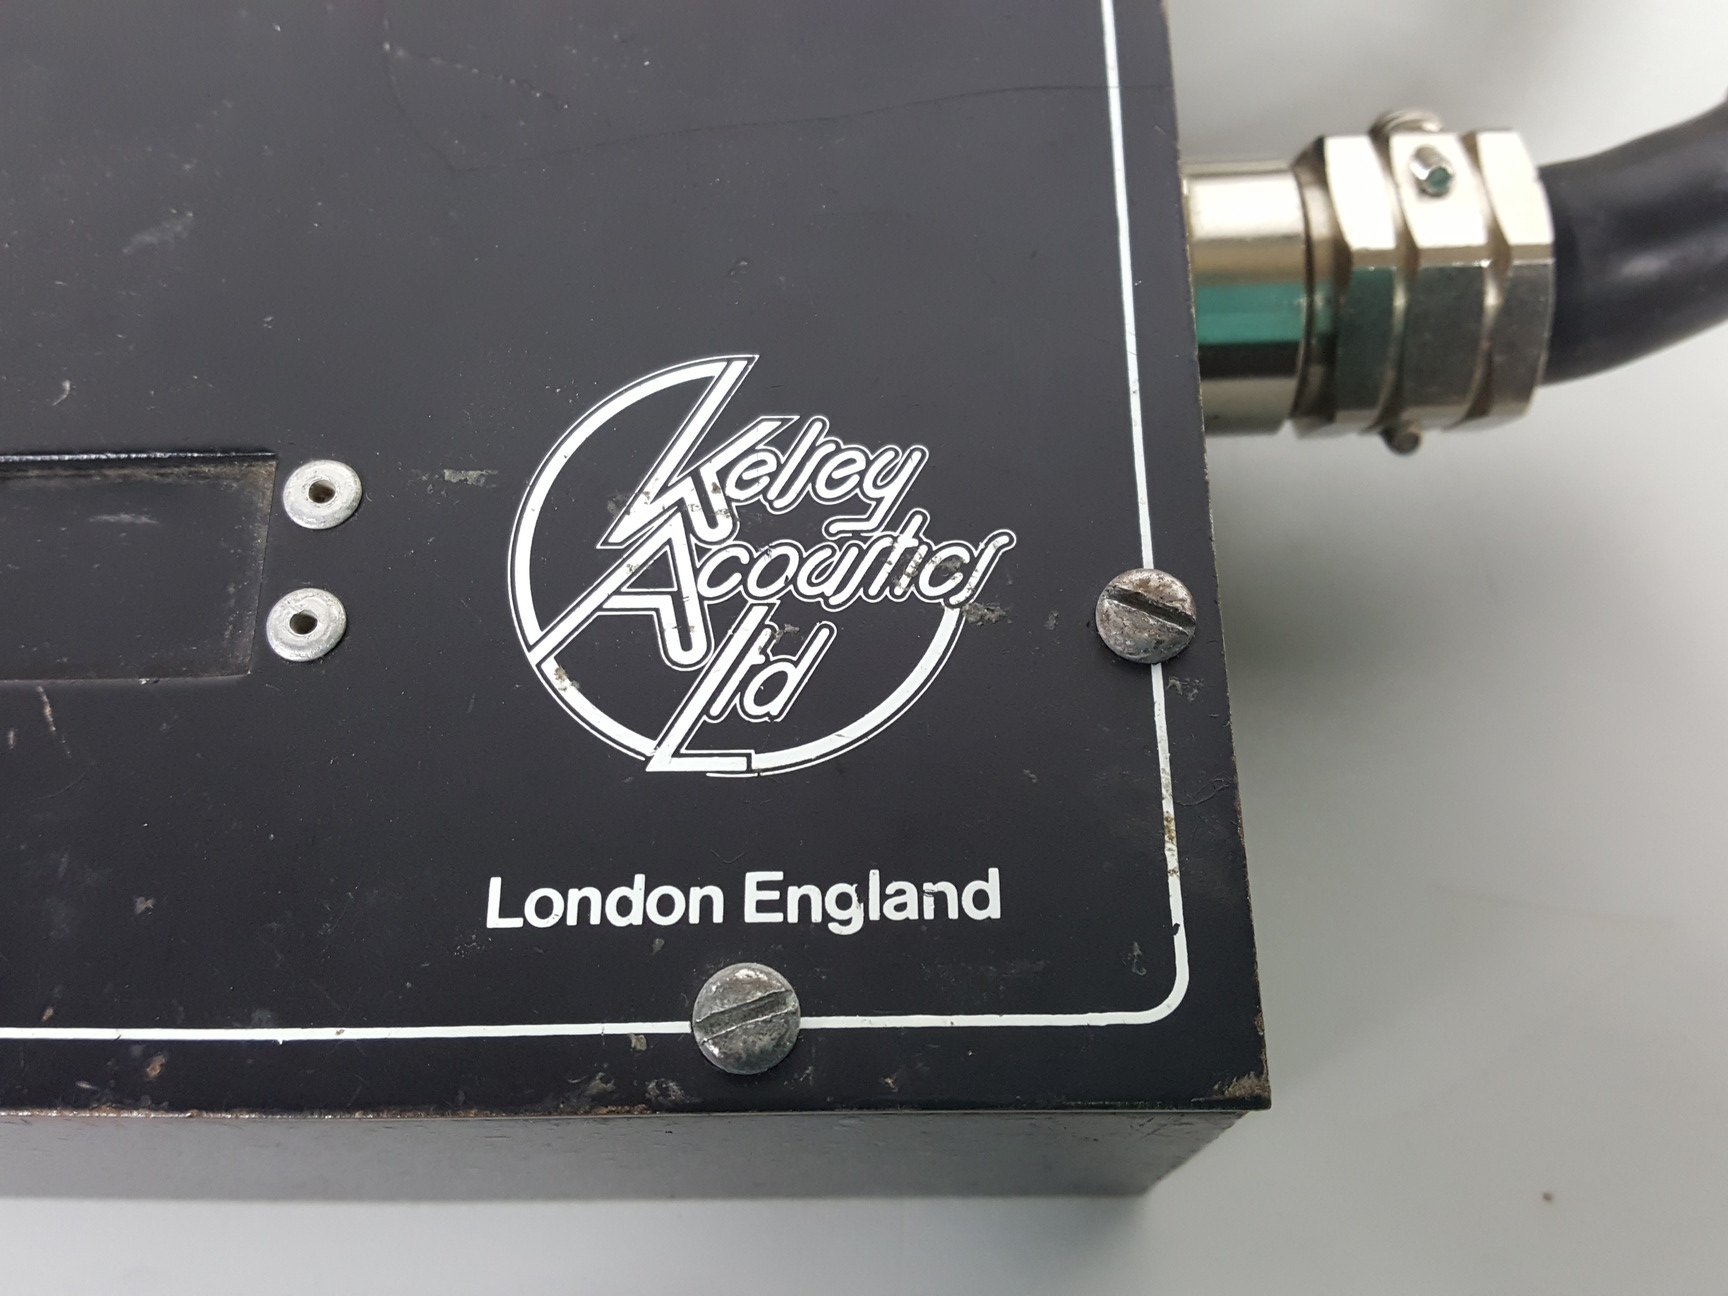 Kelsey
Acoustics
Ltd
London England